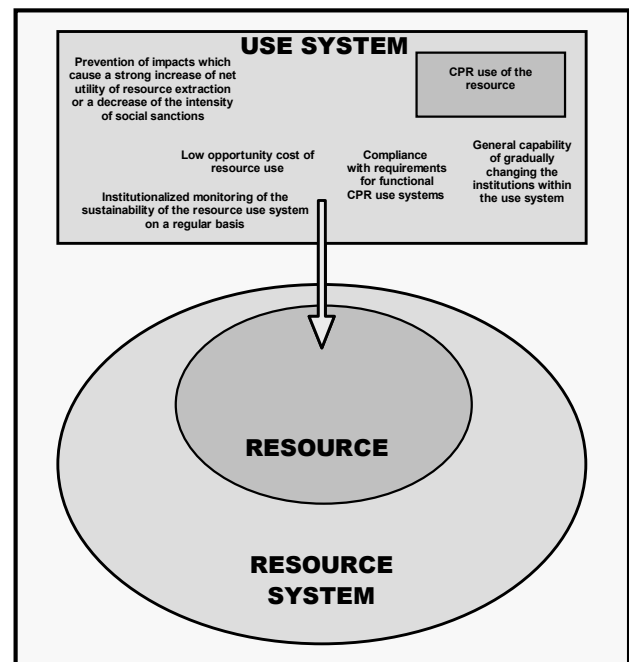 USE SYSTEM
Prevention of impacts which
cause a strong increase of net
utility of resource extraction
or a decrease of the intensity
of social sanctions
CPR use of the
resource
Low opportunity cost of
resource use
Compliance
with requirements
for functional
CPR use systems
General capability
of gradually
changing the
institutions within
the use system
Institutionalized monitoring of the
sustainability of the resource use system
on a regular basis
RESOURCE
RESOURCE
SYSTEM